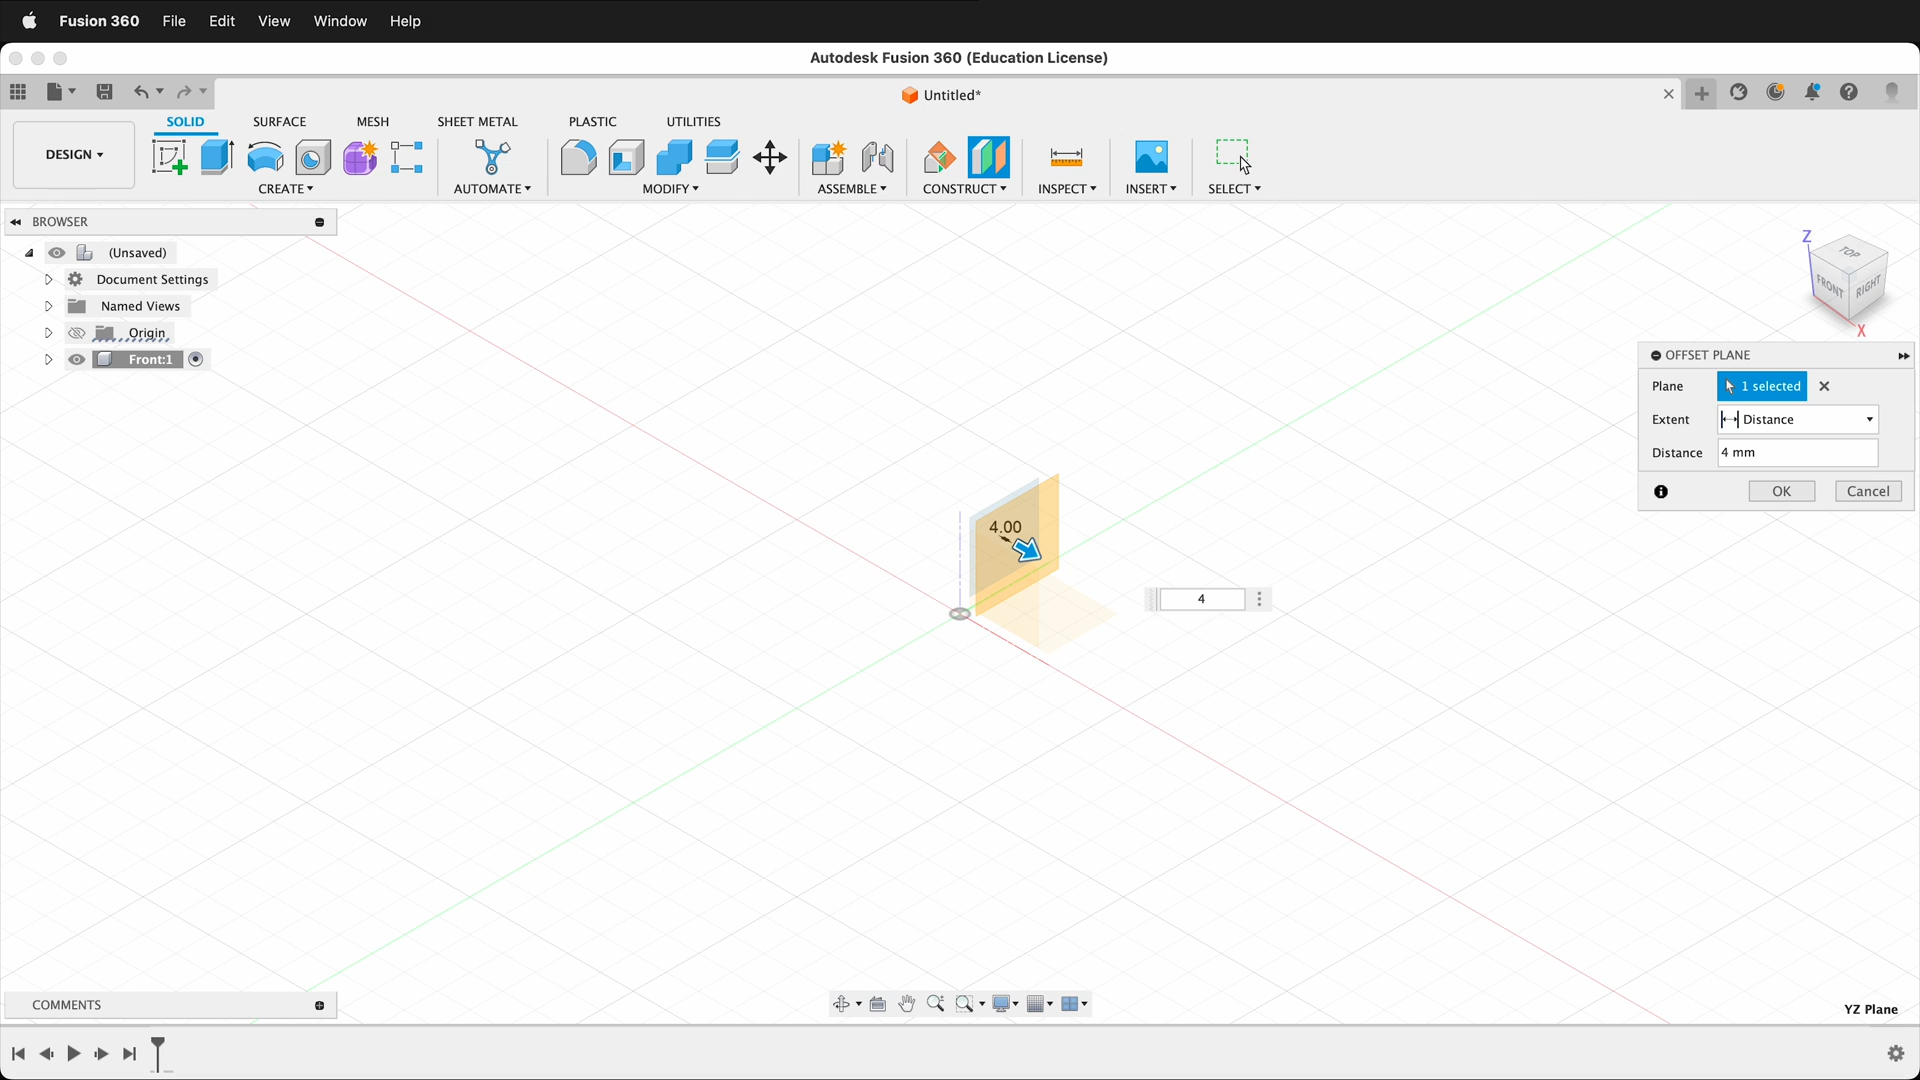 Fusion 360 File Edit View Window Help
Autodesk Fusion 360 (Education License)
Untitled*
SOLID SURFACE MESH SHEET METAL PLASTIC UTILITIES
DESIGN
CREATE AUTOMATE MODIFY ASSEMBLE CONSTRUCT INSPECT INSERT SELECT
BROWSER
(Unsaved)
Document Settings
Named Views
Origin
Front:1
Z
TOP
FRONT RIGHT
X
OFFSET PLANE
Plane 1 selected
Extent Distance
Distance 4 mm
OK Cancel
4.00
4
COMMENTS
YZ Plane